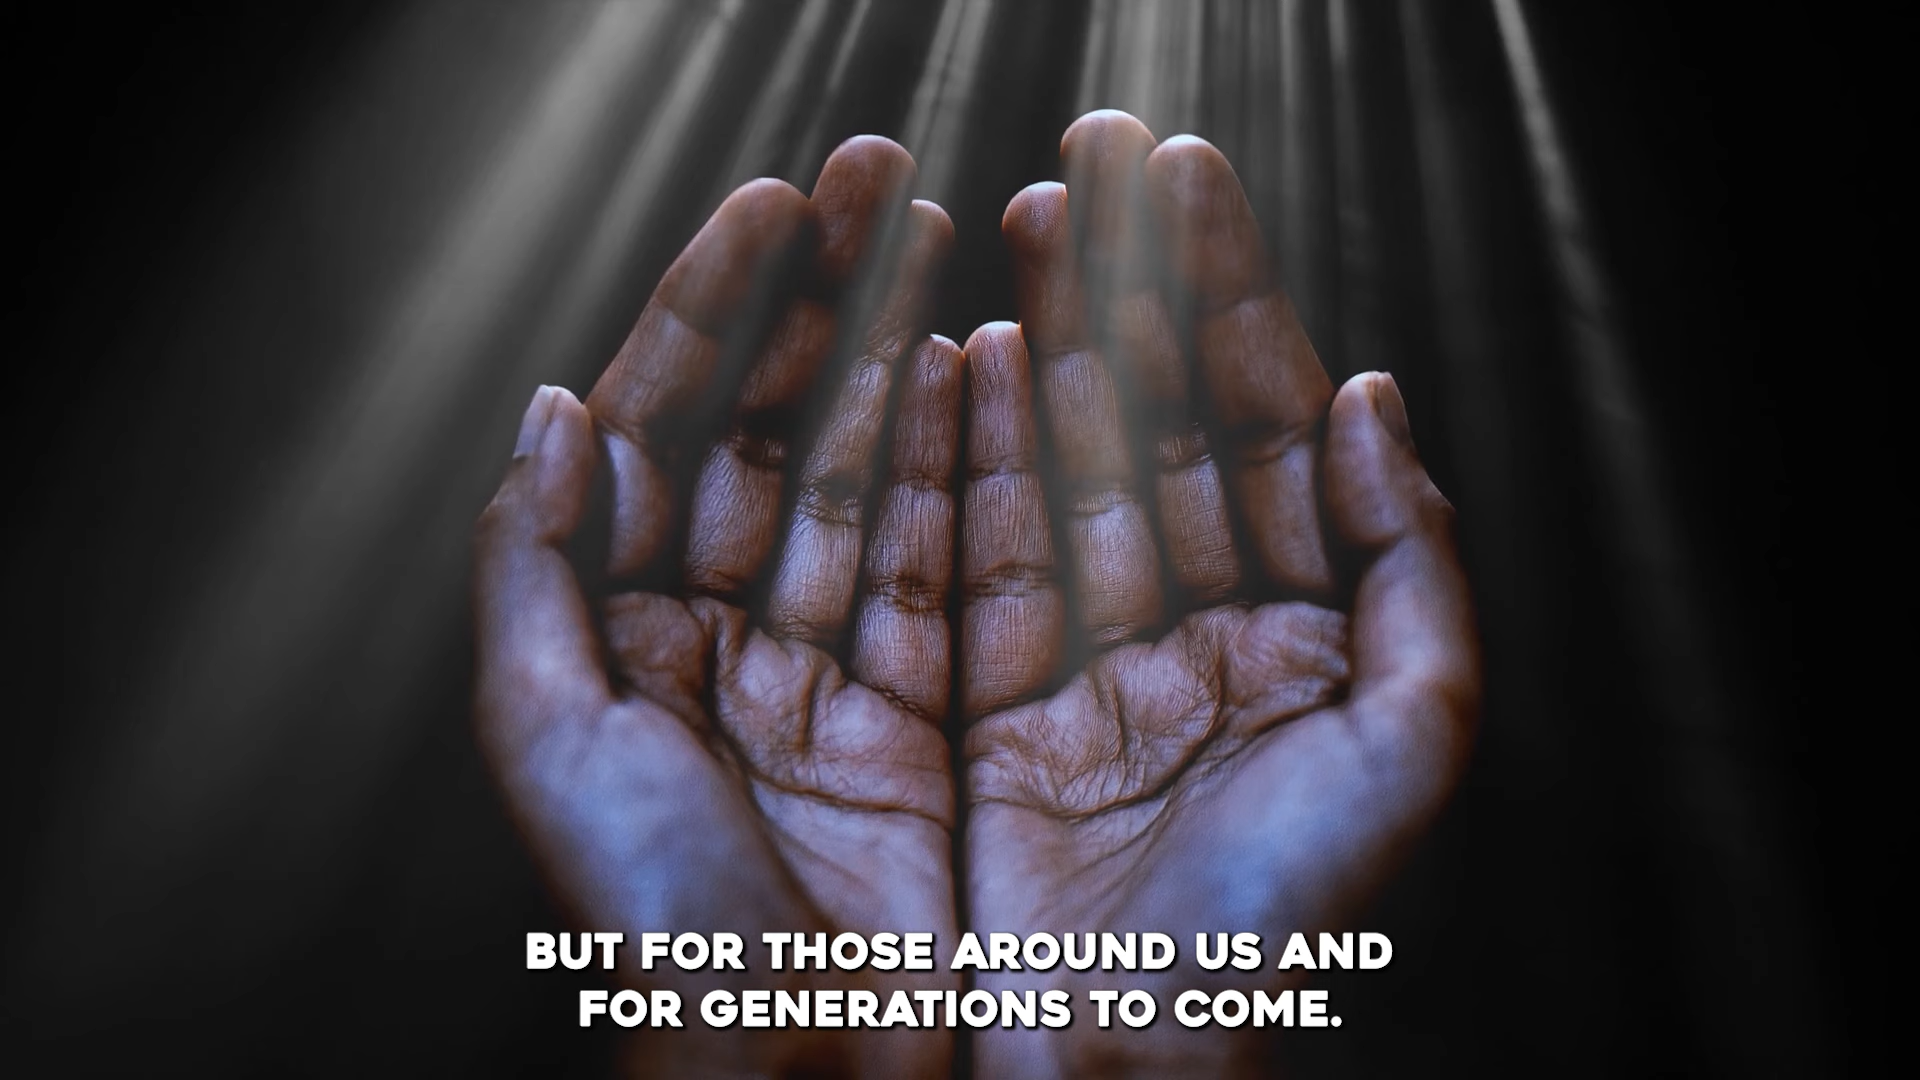 BUT FOR THOSE AROUND US AND
FOR GENERATIONS TO COME.